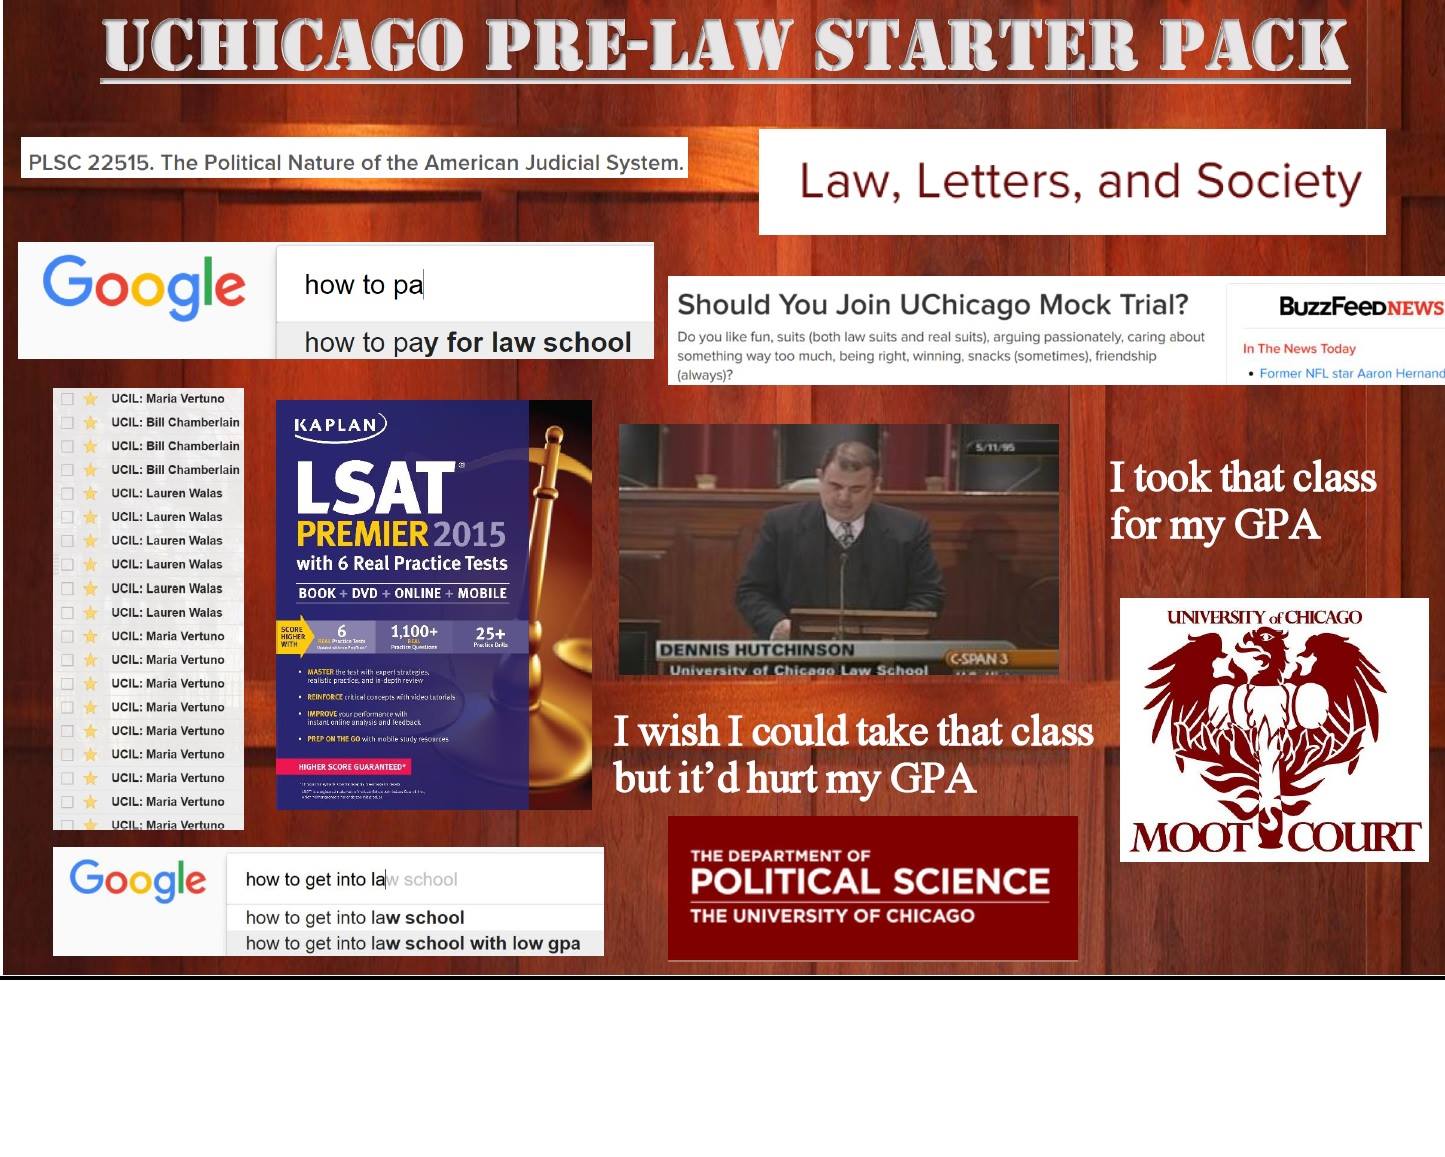 UCHICAGO PRE-LAW STARTER PACK
PLSC 22515. The Political Nature of the American Judicial System.
Law, Letters, and Society
Google
how to pa
how to pay for law school
Should You Join UChicago Mock Trial?
Do you like fun, suits (both law suits and real suits), arguing passionately, caring about
something way too much, being right, winning, snacks (sometimes), friendship
(always)?
BuzzFeedNEWS
In The News Today
• Former NFL star Aaron Hernand
UCIL: Maria Vertuno
UCIL: Bill Chamberlain
UCIL: Bill Chamberlain
UCIL: Bill Chamberlain
UCIL: Lauren Walas
UCIL: Lauren Walas
UCIL: Lauren Walas
UCIL: Lauren Walas
UCIL: Lauren Walas
UCIL: Lauren Walas
UCIL: Maria Vertuno
UCIL: Maria Vertuno
UCIL: Maria Vertuno
UCIL: Maria Vertuno
UCIL: Maria Vertuno
UCIL: Maria Vertuno
UCIL: Maria Vertuno
UCIL: Maria Vertuno
UCIL: Maria Vertuno
KAPLAN
LSAT®
PREMIER 2015
with 6 Real Practice Tests
BOOK + DVD + ONLINE + MOBILE
SCORE
HIGHER
WITH
6
REAL Practice Tests
1,100+
REAL
Practice Questions
25+
Practice Drills
• MASTER the test with expert strategies,
realistic practice, and in-depth review
• REINFORCE critical concepts with video tutorials
• IMPROVE your performance with
instant online analysis and feedback
• PREP ON THE GO with mobile study resources
HIGHER SCORE GUARANTEED*
5/11/95
DENNIS HUTCHINSON
University of Chicago Law School
C-SPAN 3
I took that class
for my GPA
UNIVERSITY of CHICAGO
MOOT COURT
I wish I could take that class
but it'd hurt my GPA
THE DEPARTMENT OF
POLITICAL SCIENCE
THE UNIVERSITY OF CHICAGO
Google
how to get into law school
how to get into law school
how to get into law school with low gpa